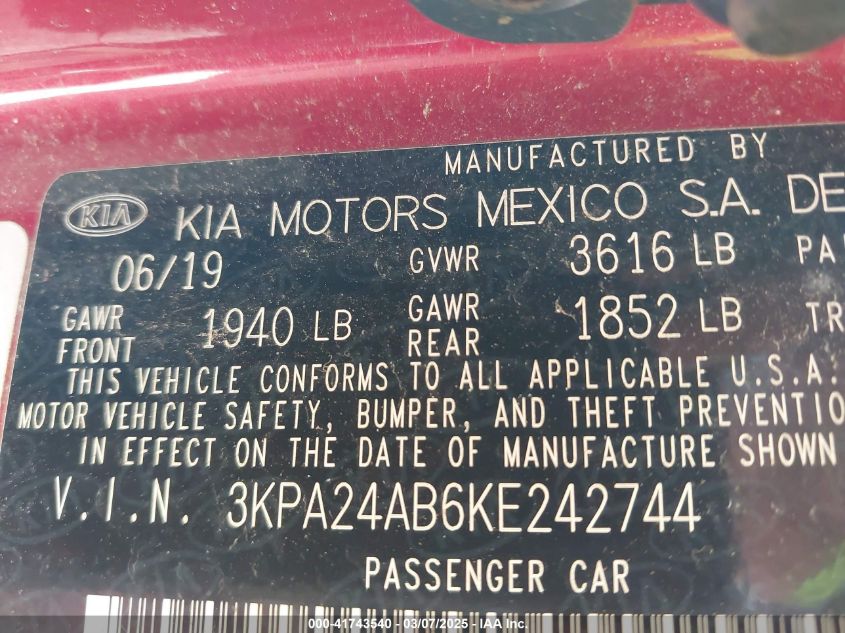 MANUFACTURED BY
KIA KIA MOTORS MEXICO S.A. DE
06/19 GVWR 3616 LB
GAWR FRONT 1940 LB GAWR REAR 1852 LB
THIS VEHICLE CONFORMS TO ALL APPLICABLE U.S.A.
MOTOR VEHICLE SAFETY, BUMPER, AND THEFT PREVENTIO
IN EFFECT ON THE DATE OF MANUFACTURE SHOWN
V.I.N. 3KPA24AB6KE242744
PASSENGER CAR
000-41743540 - 03/07/2025 - IAA Inc.